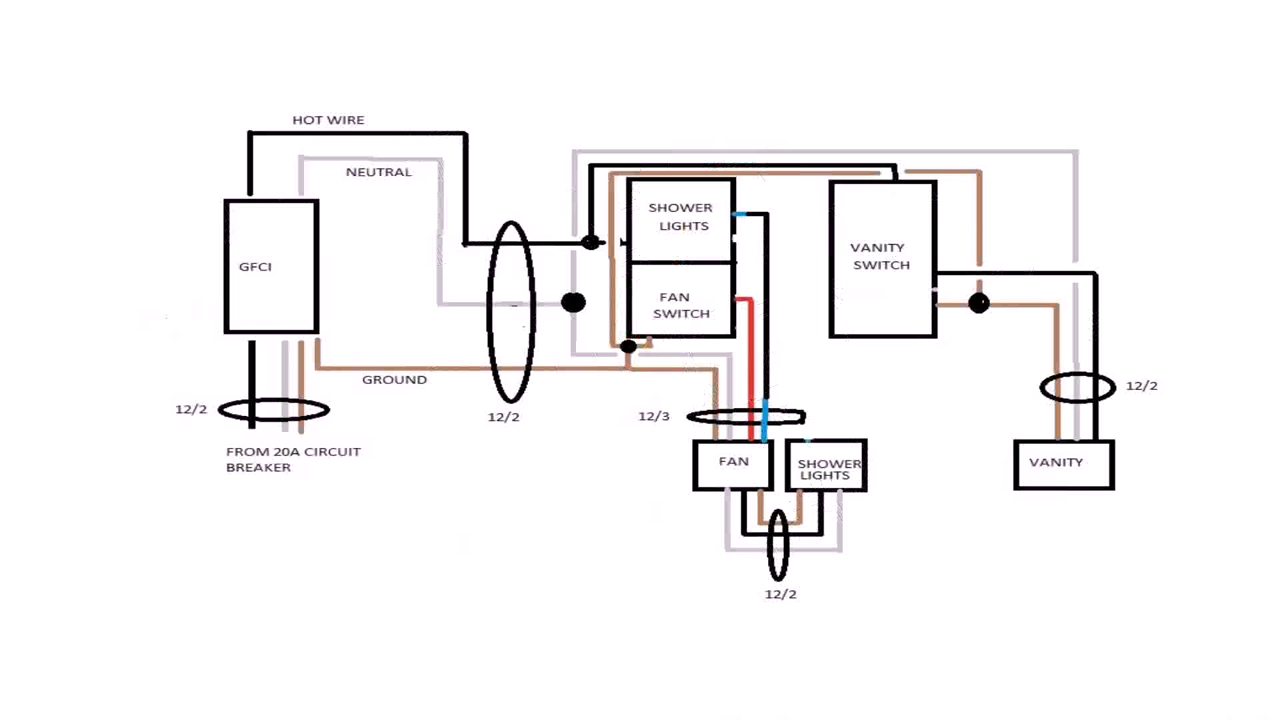 HOT WIRE
NEUTRAL
SHOWER
LIGHTS
VANITY
SWITCH
GFCI
FAN
SWITCH
GROUND
12/2
12/2
12/3
12/2
FROM 20A CIRCUIT
BREAKER
FAN
SHOWER
LIGHTS
VANITY
12/2